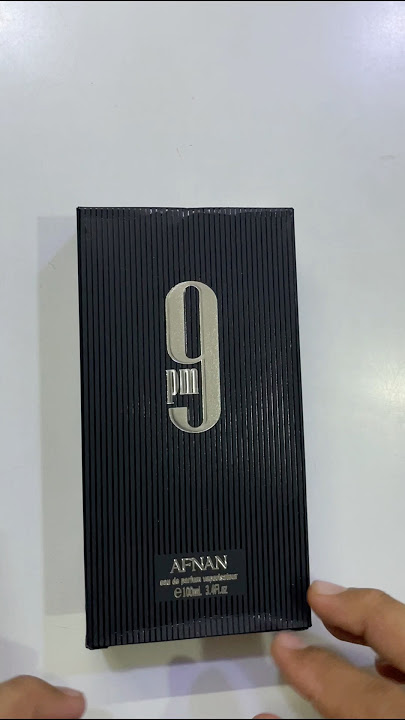 9
pm
AFNAN
eau de parfum vaporisateur
℮100ml. 3.4Fl.oz